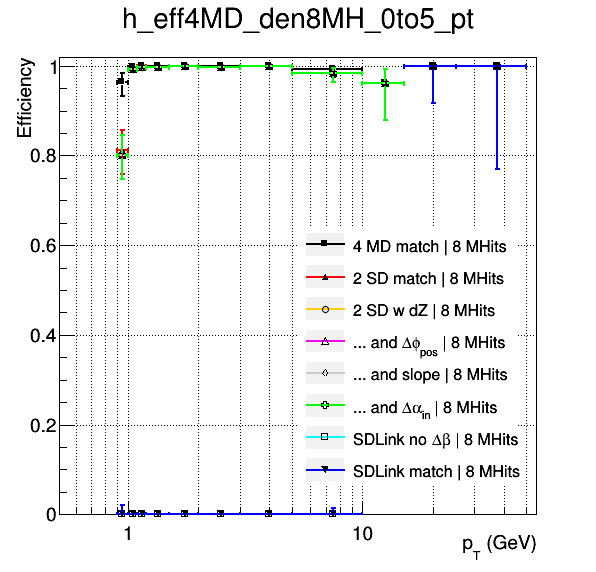 h_eff4MD_den8MH_0to5_pt
Efficiency
1
0.8
0.6
0.4
0.2
0
4 MD match | 8 MHits
2 SD match | 8 MHits
2 SD w dZ | 8 MHits
... and Δϕpos | 8 MHits
... and slope | 8 MHits
... and Δαin | 8 MHits
SDLink no Δβ | 8 MHits
SDLink match | 8 MHits
1 10
pT (GeV)